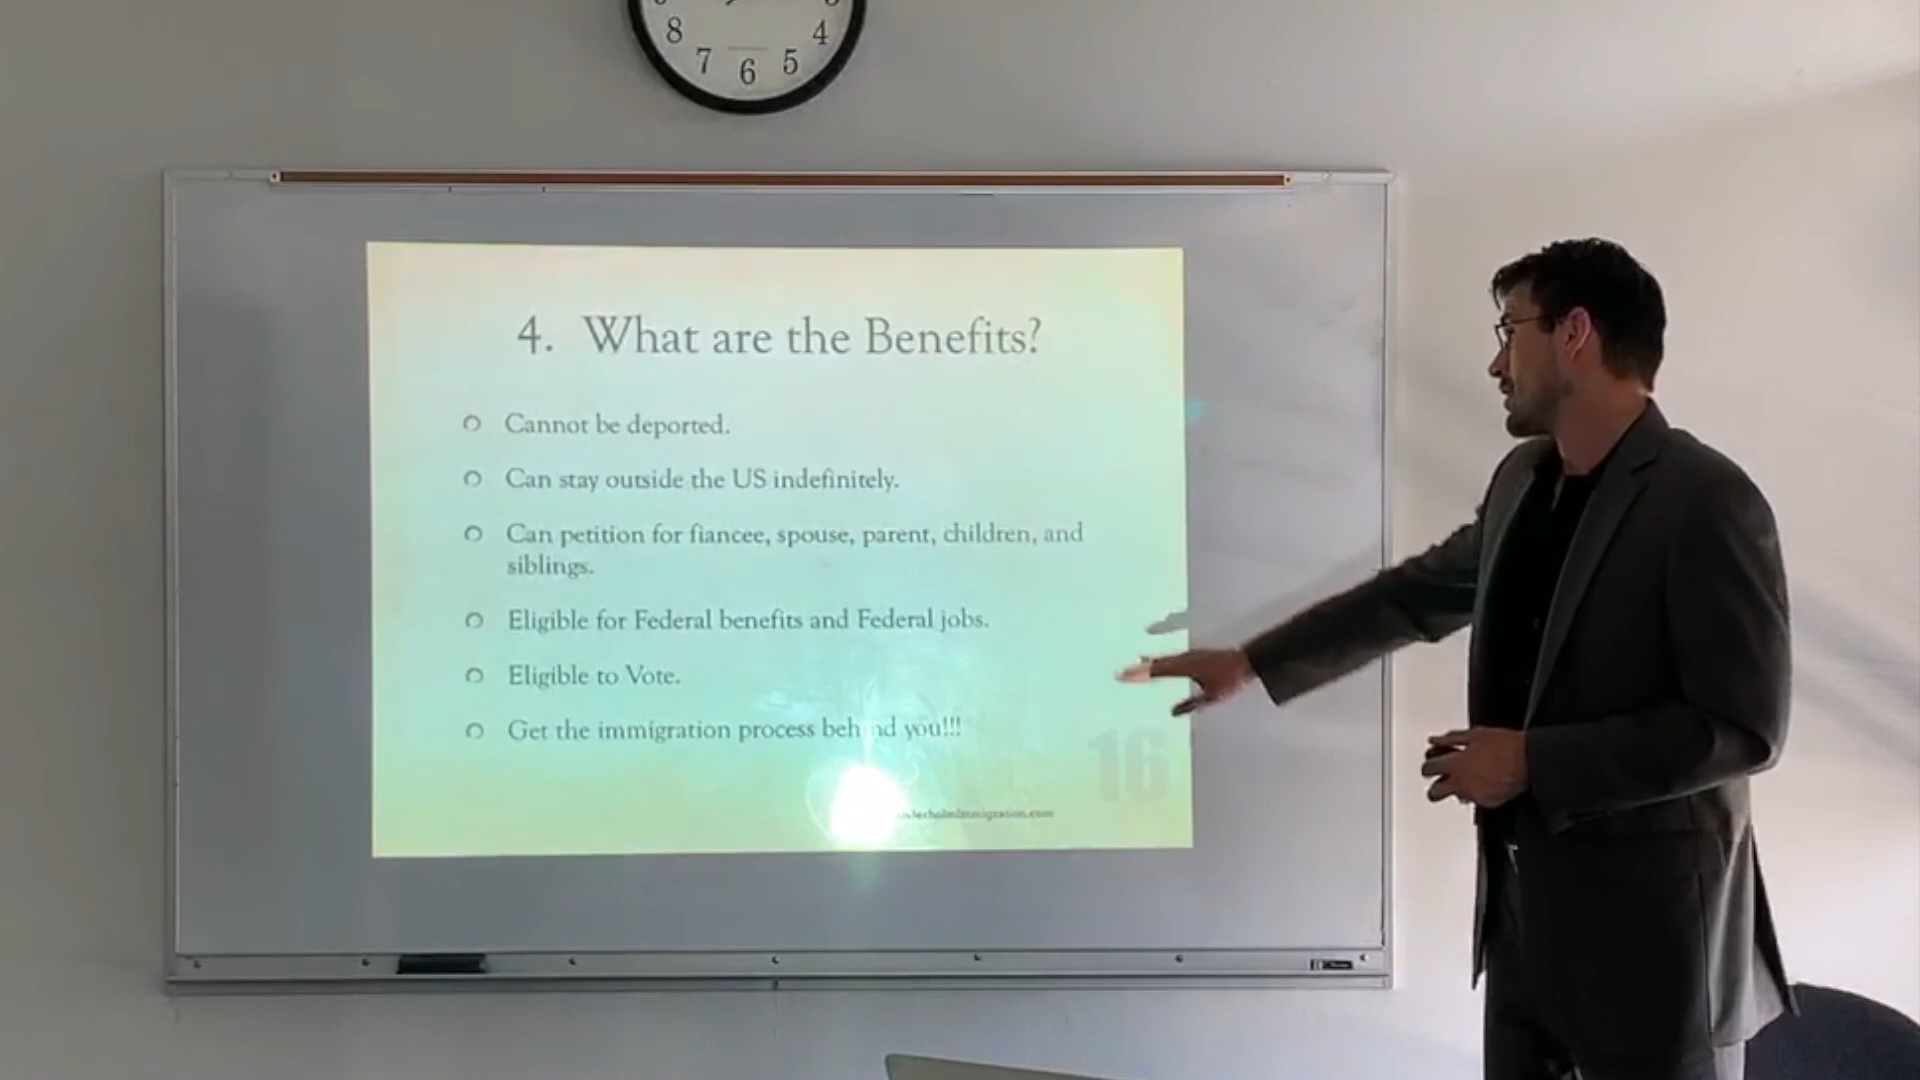 8
4
7
6
5
4. What are the Benefits?
Cannot be deported.
Can stay outside the US indefinitely.
Can petition for fiancee, spouse, parent, children, and
siblings.
Eligible for Federal benefits and Federal jobs.
Eligible to Vote.
Get the immigration process behind you!!!
16